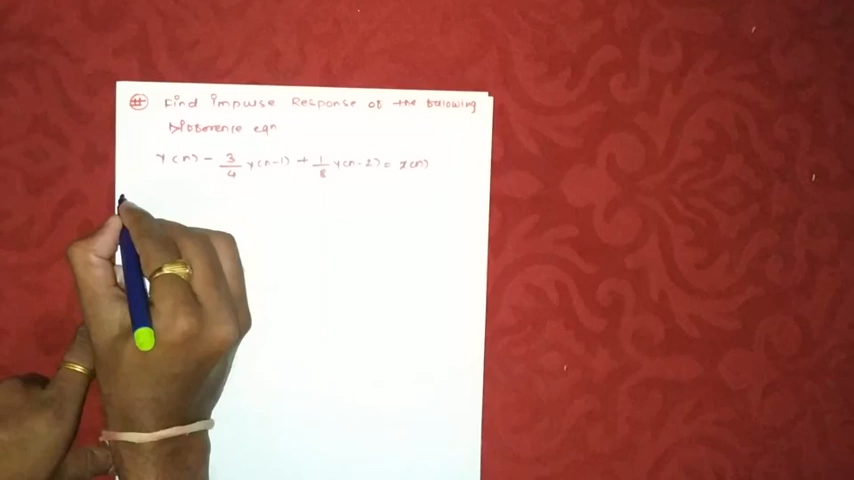 # Find impulse Response of the following
Difference eqn
y(n) - 3/4 y(n-1) + 1/8 y(n-2) = x(n)